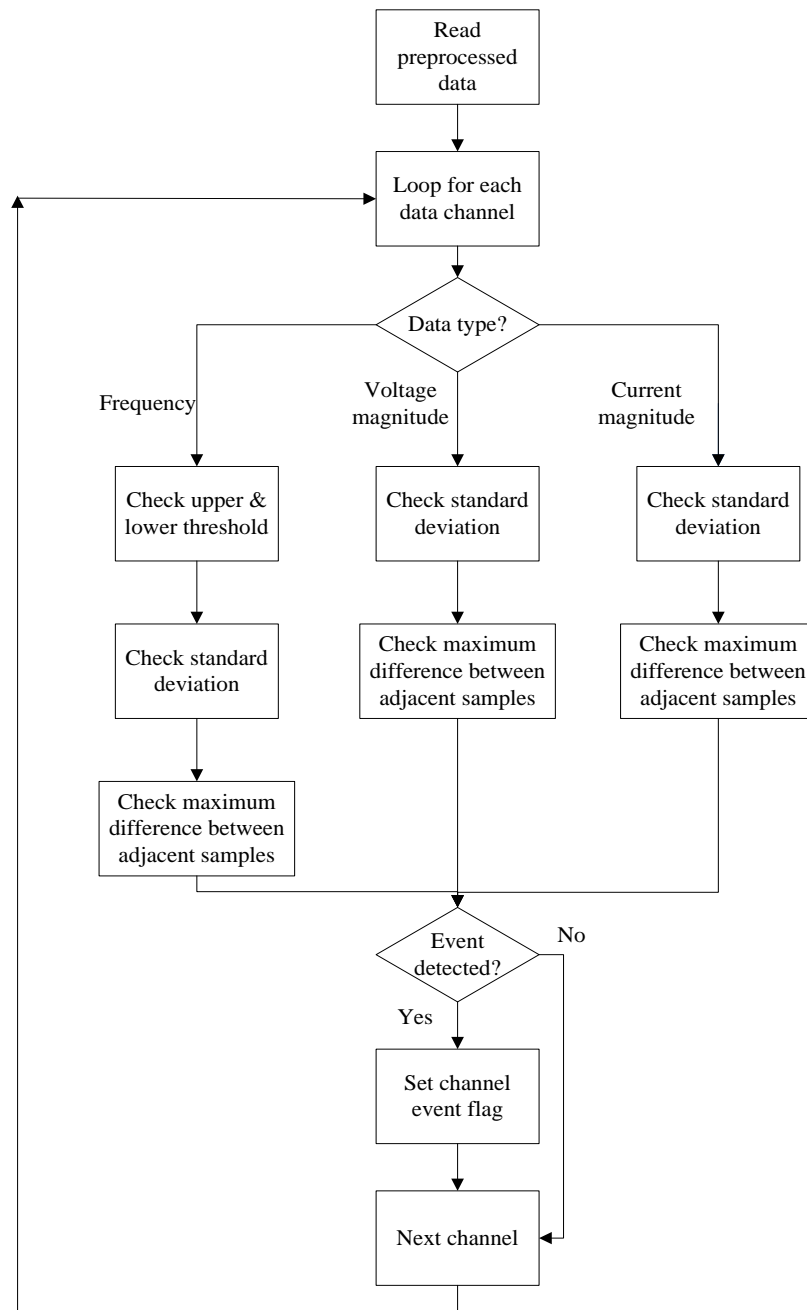 Read
preprocessed
data
Loop for each
data channel
Data type?
Frequency
Voltage
magnitude
Current
magnitude
Check upper &
lower threshold
Check standard
deviation
Check standard
deviation
Check standard
deviation
Check maximum
difference between
adjacent samples
Check maximum
difference between
adjacent samples
Check maximum
difference between
adjacent samples
Event
detected?
No
Yes
Set channel
event flag
Next channel